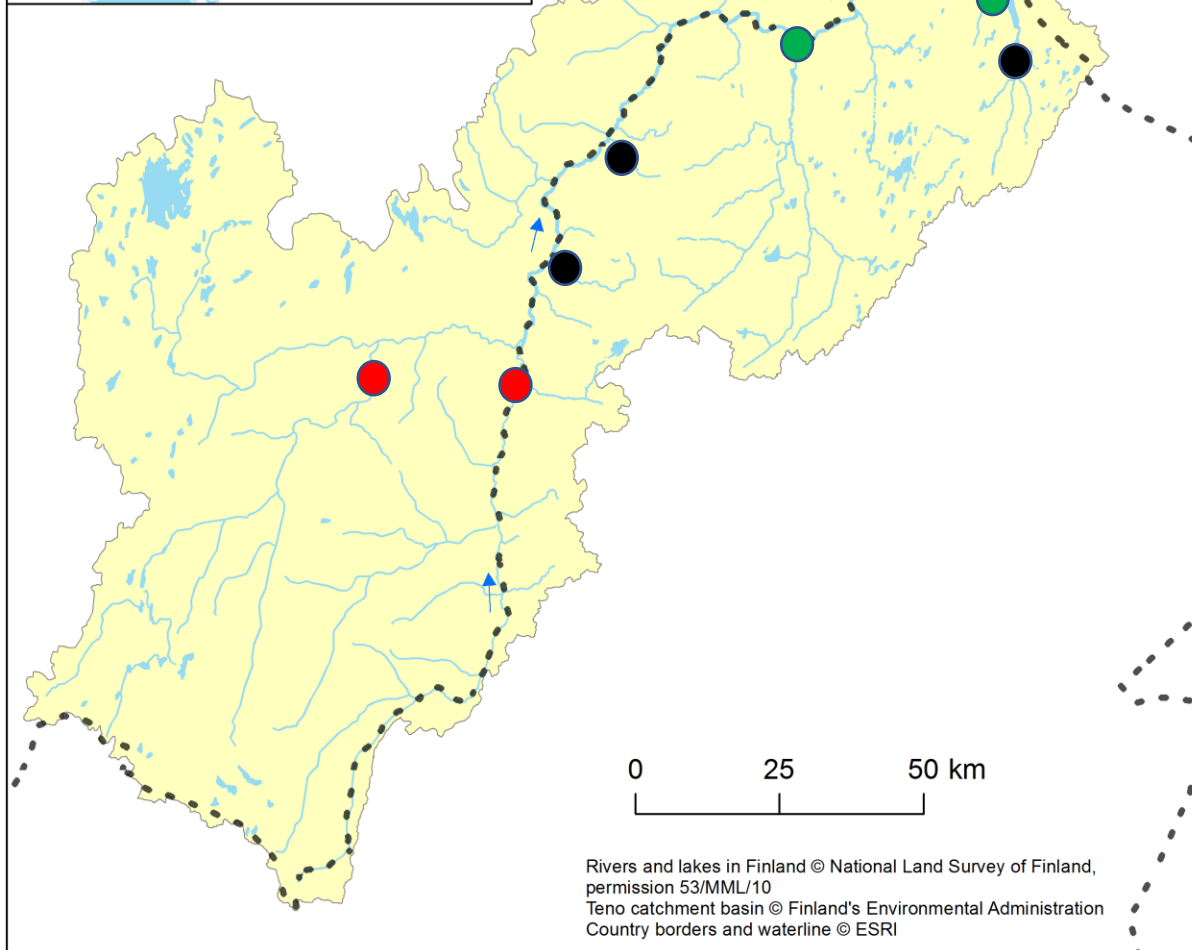 0 25 50 km
Rivers and lakes in Finland © National Land Survey of Finland,
permission 53/MML/10
Teno catchment basin © Finland's Environmental Administration
Country borders and waterline © ESRI